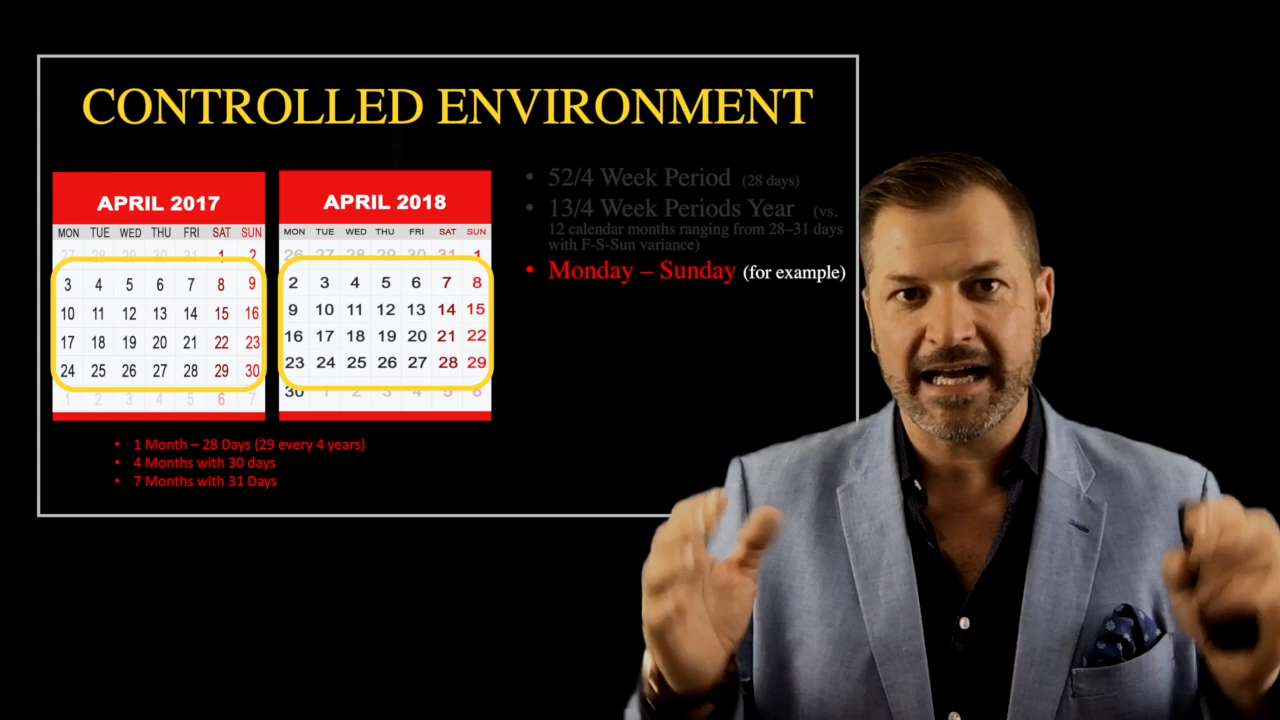 CONTROLLED ENVIRONMENT
APRIL 2017
MON TUE WED THU FRI SAT SUN
27 28 29 30 31 1 2
3 4 5 6 7 8 9
10 11 12 13 14 15 16
17 18 19 20 21 22 23
24 25 26 27 28 29 30
1 2 3 4 5 6 7
APRIL 2018
MON TUE WED THU FRI SAT SUN
26 27 28 29 30 31 1
2 3 4 5 6 7 8
9 10 11 12 13 14 15
16 17 18 19 20 21 22
23 24 25 26 27 28 29
30 1 2 3 4 5 6
• 1 Month – 28 Days (29 every 4 years)
• 4 Months with 30 days
• 7 Months with 31 Days
• 52/4 Week Period (28 days)
• 13/4 Week Periods Year (vs.
12 calendar months ranging from 28–31 days
with F-S-Sun variance)
• Monday – Sunday (for example)